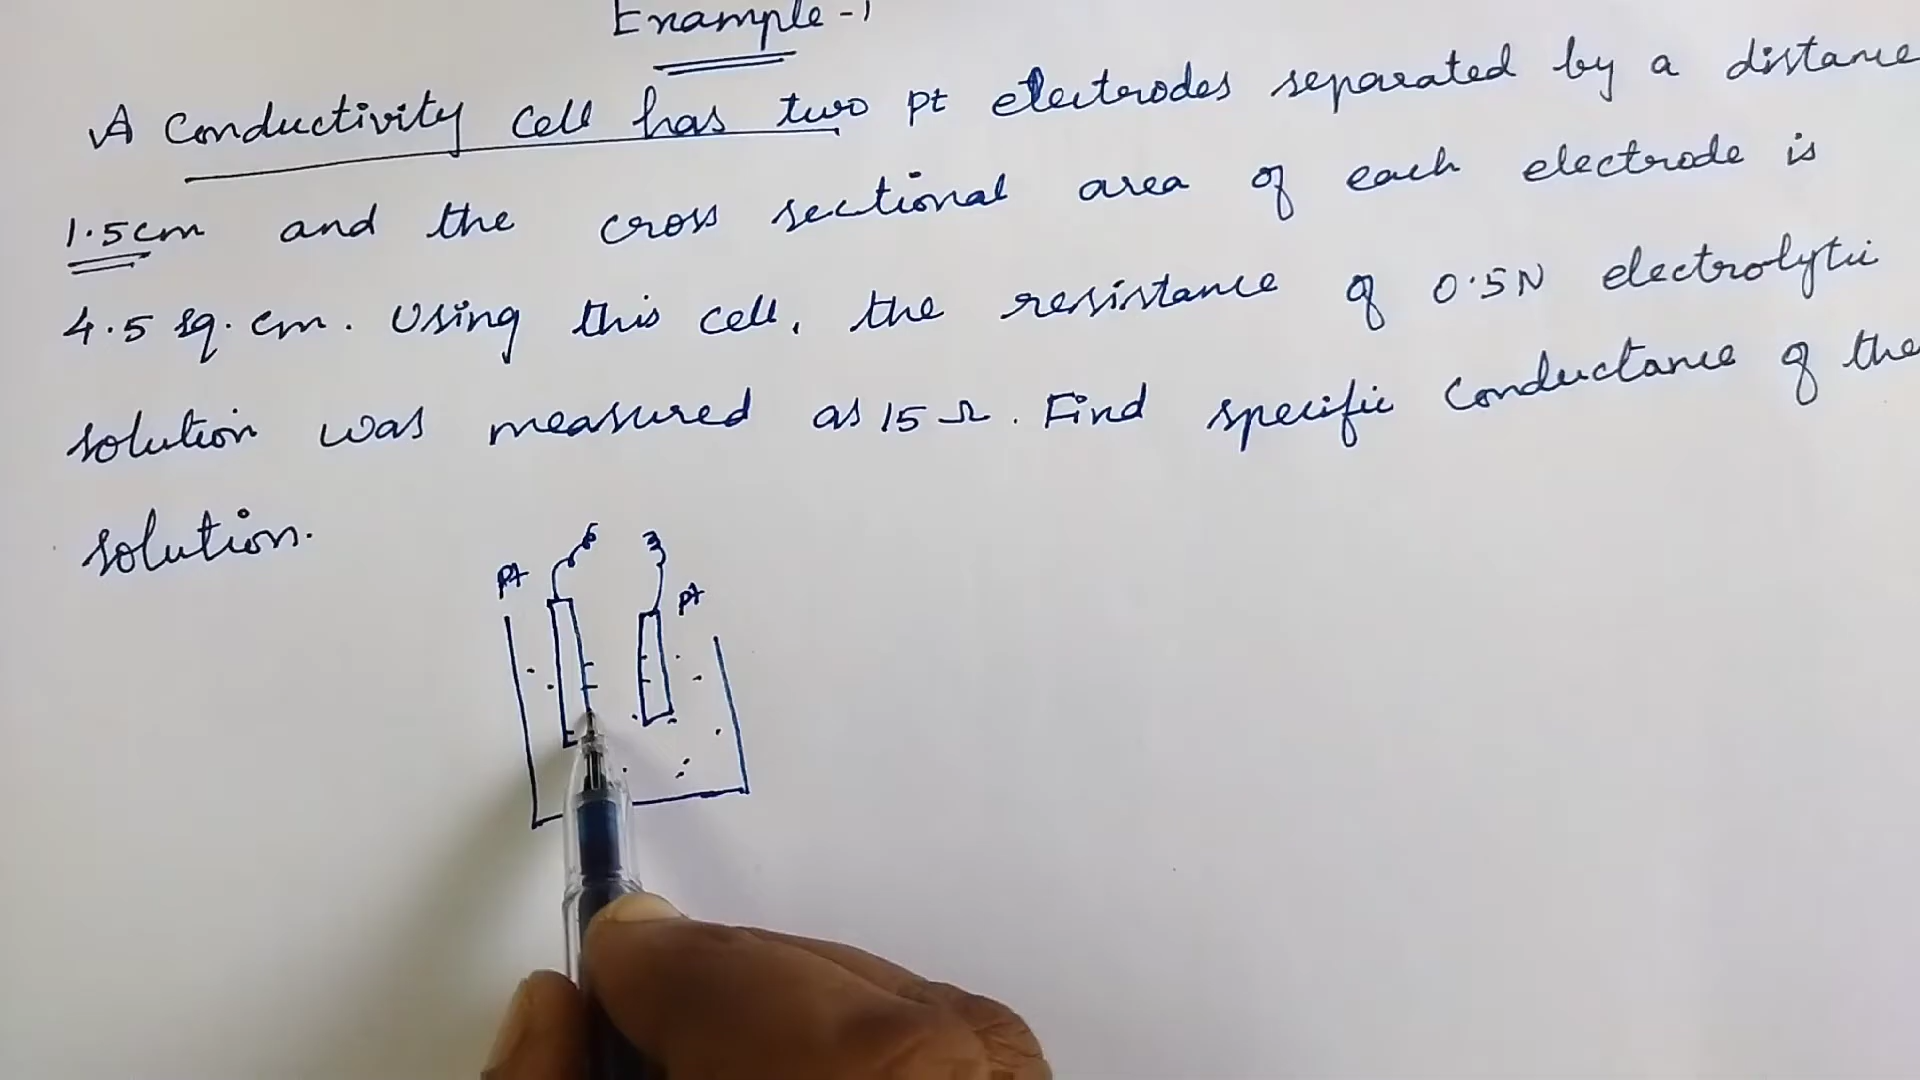 Example - 1
A Conductivity cell has two pt electrodes separated by a distance
1.5cm and the cross sectional area of each electrode is
4.5 sq. cm. Using this cell, the resistance of 0.5N electrolytic
solution was measured as 15 Ω. Find specific conductance of the
solution.
pt
pt